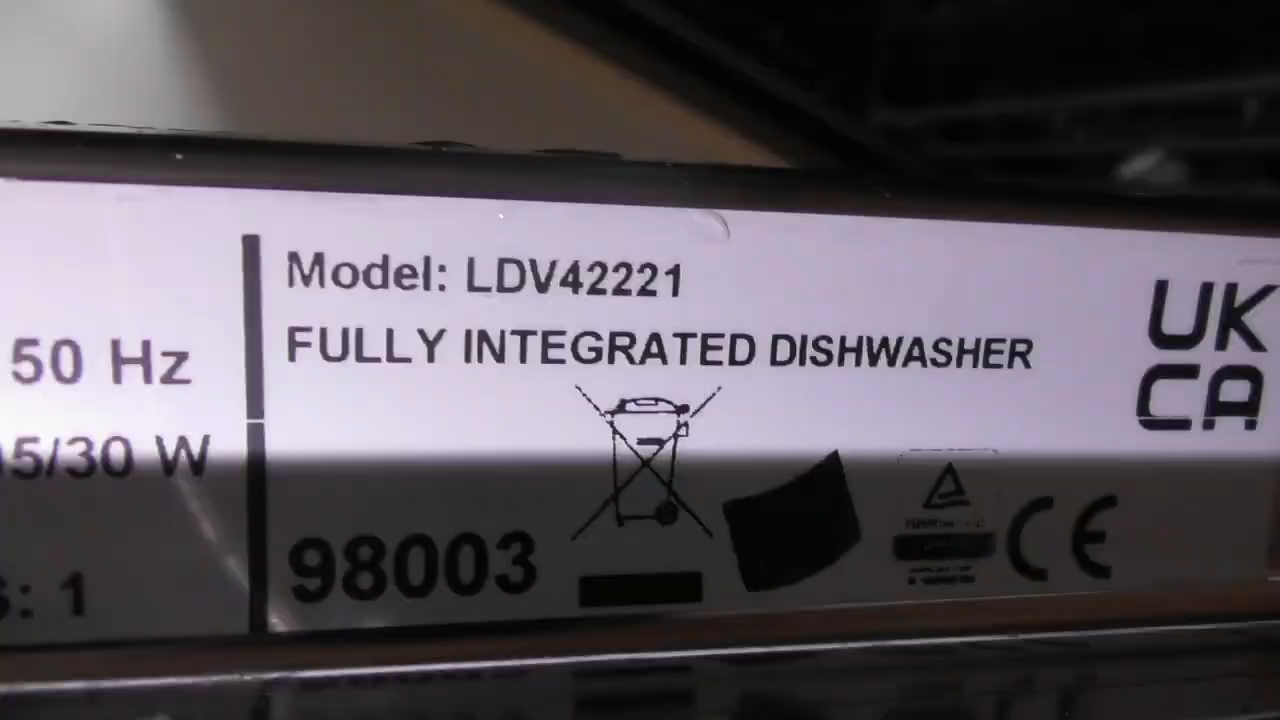 Model: LDV42221
FULLY INTEGRATED DISHWASHER
50 Hz
5/30 W
: 1
98003
CE
UK
CA